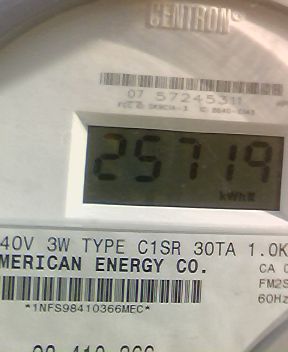 CENTRON®
07 57245311
25719
kWh
40V 3W TYPE C1SR 30TA 1.0K
MERICAN ENERGY CO.
CA 0
FM2S
60Hz
*1NFS98410366MEC*